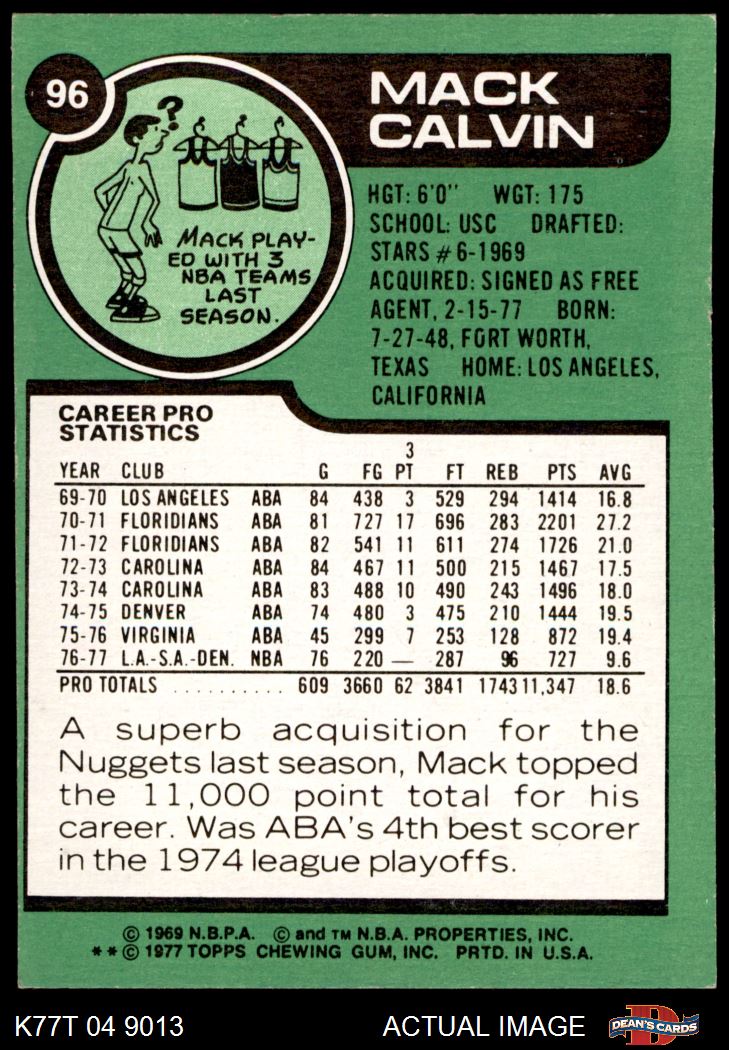 96
MACK
CALVIN
?
MACK PLAY-
ED WITH 3
NBA TEAMS
LAST
SEASON.
HGT: 6'0" WGT: 175
SCHOOL: USC DRAFTED:
STARS #6-1969
ACQUIRED: SIGNED AS FREE
AGENT, 2-15-77 BORN:
7-27-48, FORT WORTH,
TEXAS HOME: LOS ANGELES,
CALIFORNIA
CAREER PRO
STATISTICS
YEAR CLUB G FG 3 PT FT REB PTS AVG
69-70 LOS ANGELES ABA 84 438 3 529 294 1414 16.8
70-71 FLORIDIANS ABA 81 727 17 696 283 2201 27.2
71-72 FLORIDIANS ABA 82 541 11 611 274 1726 21.0
72-73 CAROLINA ABA 84 467 11 500 215 1467 17.5
73-74 CAROLINA ABA 83 488 10 490 243 1496 18.0
74-75 DENVER ABA 74 480 3 475 210 1444 19.5
75-76 VIRGINIA ABA 45 299 7 253 128 872 19.4
76-77 L.A.-S.A.-DEN. NBA 76 220 — 287 96 727 9.6
PRO TOTALS .......... 609 3660 62 3841 1743 11,347 18.6
A superb acquisition for the
Nuggets last season, Mack topped
the 11,000 point total for his
career. Was ABA's 4th best scorer
in the 1974 league playoffs.
© 1969 N.B.P.A. © and TM N.B.A. PROPERTIES, INC.
**© 1977 TOPPS CHEWING GUM, INC. PRTD. IN U.S.A.
K77T 04 9013 ACTUAL IMAGE DEAN'S CARDS